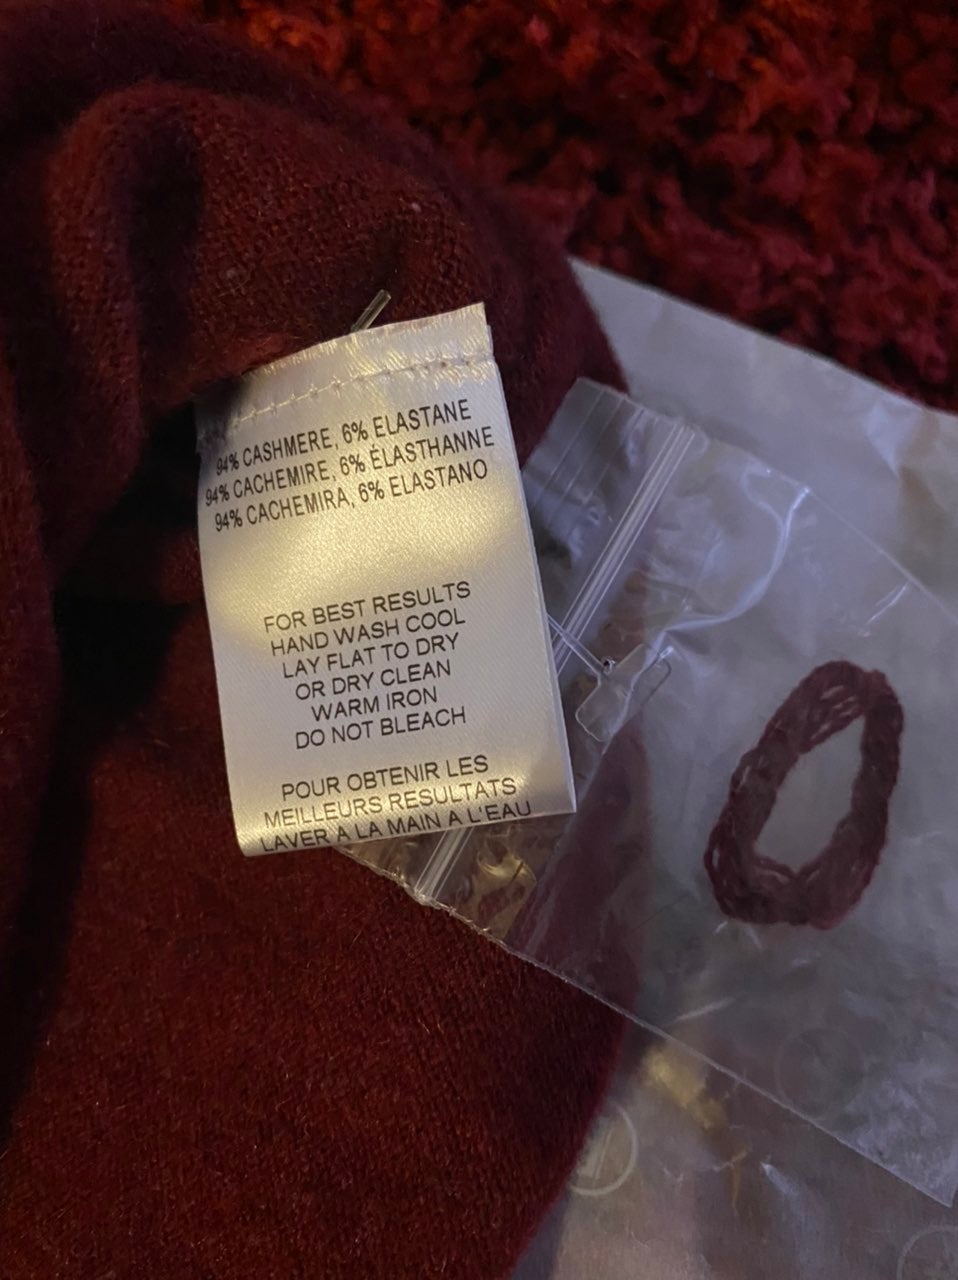 94% CASHMERE, 6% ELASTANE
94% CACHEMIRE, 6% ÉLASTHANNE
94% CACHEMIRA, 6% ELASTANO
FOR BEST RESULTS
HAND WASH COOL
LAY FLAT TO DRY
OR DRY CLEAN
WARM IRON
DO NOT BLEACH
POUR OBTENIR LES
MEILLEURS RESULTATS
LAVER A LA MAIN A L'EAU